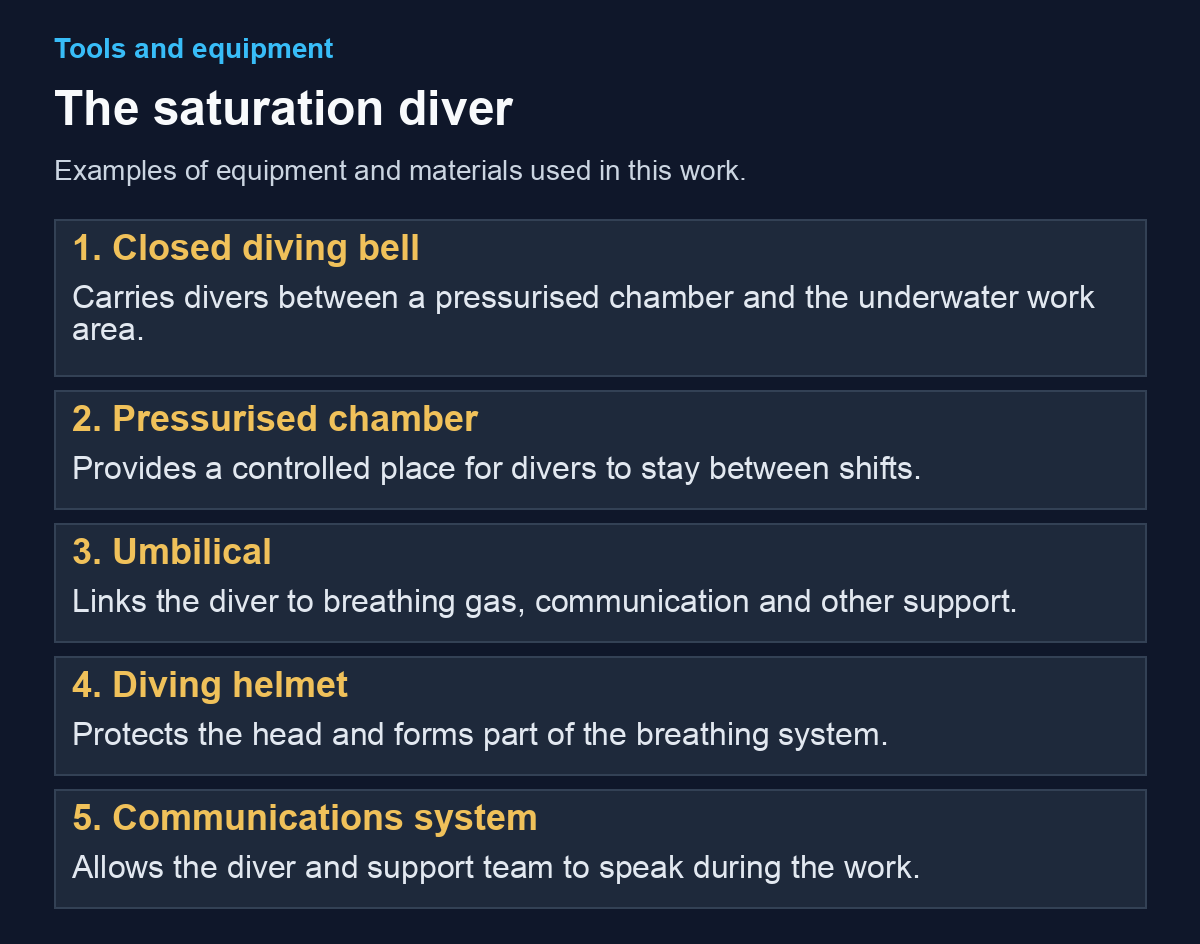 Tools and equipment
The saturation diver
Examples of equipment and materials used in this work.
1. Closed diving bell
Carries divers between a pressurised chamber and the underwater work
area.
2. Pressurised chamber
Provides a controlled place for divers to stay between shifts.
3. Umbilical
Links the diver to breathing gas, communication and other support.
4. Diving helmet
Protects the head and forms part of the breathing system.
5. Communications system
Allows the diver and support team to speak during the work.